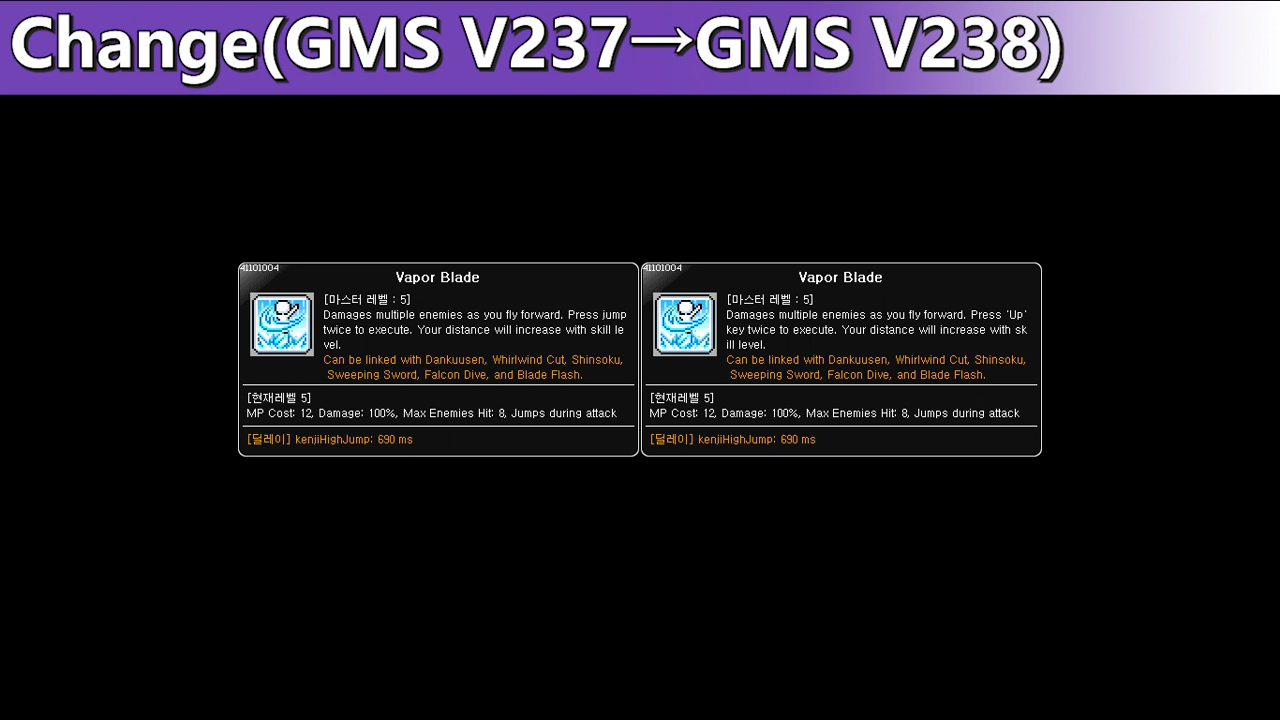 Change(GMS V237→GMS V238)
41101004
Vapor Blade
[마스터 레벨 : 5]
Damages multiple enemies as you fly forward. Press jump
twice to execute. Your distance will increase with skill le
vel.
Can be linked with Dankuusen, Whirlwind Cut, Shinsoku,
Sweeping Sword, Falcon Dive, and Blade Flash.
[현재레벨 5]
MP Cost: 12, Damage: 100%, Max Enemies Hit: 8, Jumps during attack
[딜레이] kenjiHighJump: 690 ms
41101004
Vapor Blade
[마스터 레벨 : 5]
Damages multiple enemies as you fly forward. Press 'Up'
key twice to execute. Your distance will increase with sk
ill level.
Can be linked with Dankuusen, Whirlwind Cut, Shinsoku,
Sweeping Sword, Falcon Dive, and Blade Flash.
[현재레벨 5]
MP Cost: 12, Damage: 100%, Max Enemies Hit: 8, Jumps during attack
[딜레이] kenjiHighJump: 690 ms